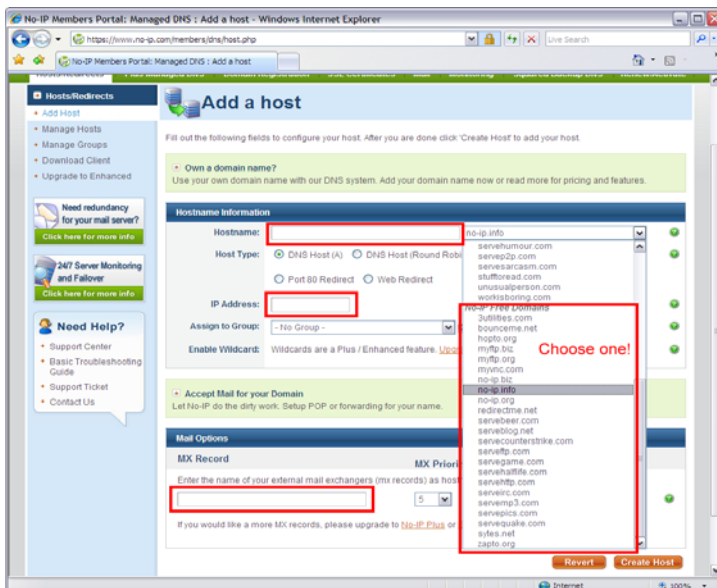 No-IP Members Portal: Managed DNS : Add a host - Windows Internet Explorer
https://www.no-ip.com/members/dns/host.php
Live Search
No-IP Members Portal: Managed DNS : Add a host
Hosts/Redirects
Add Host
Manage Hosts
Manage Groups
Download Client
Upgrade to Enhanced
Need redundancy
for your mail server?
Click here for more info
24/7 Server Monitoring
and Failover
Click here for more info
Need Help?
Support Center
Basic Troubleshooting
Guide
Support Ticket
Contact Us
Add a host
Fill out the following fields to configure your host. After you are done click 'Create Host' to add your host.
Own a domain name?
Use your own domain name with our DNS system. Add your domain name now or read more for pricing and features.
Hostname Information
Hostname:
no-ip.info
Host Type:
DNS Host (A) DNS Host (Round Robi
Port 80 Redirect Web Redirect
IP Address:
Assign to Group:
- No Group -
Enable Wildcard:
Wildcards are a Plus / Enhanced feature.
servehumour.com
servep2p.com
servesarcasm.com
stufftoread.com
unusualperson.com
workisboring.com
No-IP Free Domains
3utilities.com
bounceme.net
hopto.org
myftp.biz
myftp.org
myvnc.com
no-ip.biz
no-ip.info
no-ip.org
redirectme.net
servebeer.com
serveblog.net
servecounterstrike.com
serveftp.com
servegame.com
servehalflife.com
servehttp.com
serveirc.com
servemp3.com
servepics.com
servequake.com
sytes.net
zapto.org
Choose one!
Accept Mail for your Domain
Let No-IP do the dirty work. Setup POP or forwarding for your name.
Mail Options
MX Record
MX Priori
Enter the name of your external mail exchangers (mx records) as host
5
If you would like a more MX records, please upgrade to No-IP Plus or
Revert
Create Host
Internet
100%